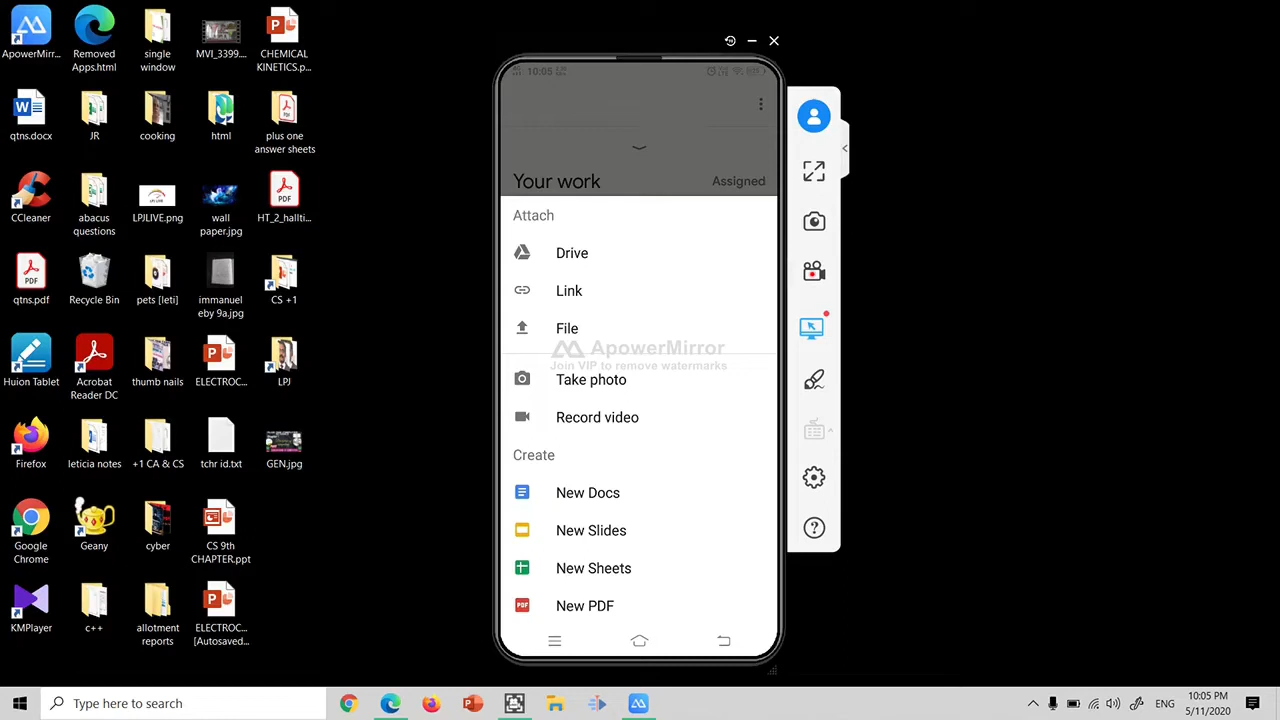 ApowerMirr...
Removed
Apps.html
single
window
MVI_3399....
CHEMICAL
KINETICS.p...
qtns.docx
JR
cooking
html
plus one
answer sheets
CCleaner
abacus
questions
LPJLIVE.png
wall
paper.jpg
HT_2_hallti...
qtns.pdf
Recycle Bin
pets [leti]
immanuel
eby 9a.jpg
CS +1
Huion Tablet
Acrobat
Reader DC
thumb nails
ELECTROC...
LPJ
Firefox
leticia notes
+1 CA & CS
tchr id.txt
GEN.jpg
Google
Chrome
Geany
cyber
CS 9th
CHAPTER.ppt
KMPlayer
c++
allotment
reports
ELECTROC...
[Autosaved...
10:05
Your work
Assigned
Attach
Drive
Link
File
ApowerMirror
Join VIP to remove watermarks
Take photo
Record video
Create
New Docs
New Slides
New Sheets
PDF
New PDF
Type here to search
ENG
10:05 PM
5/11/2020